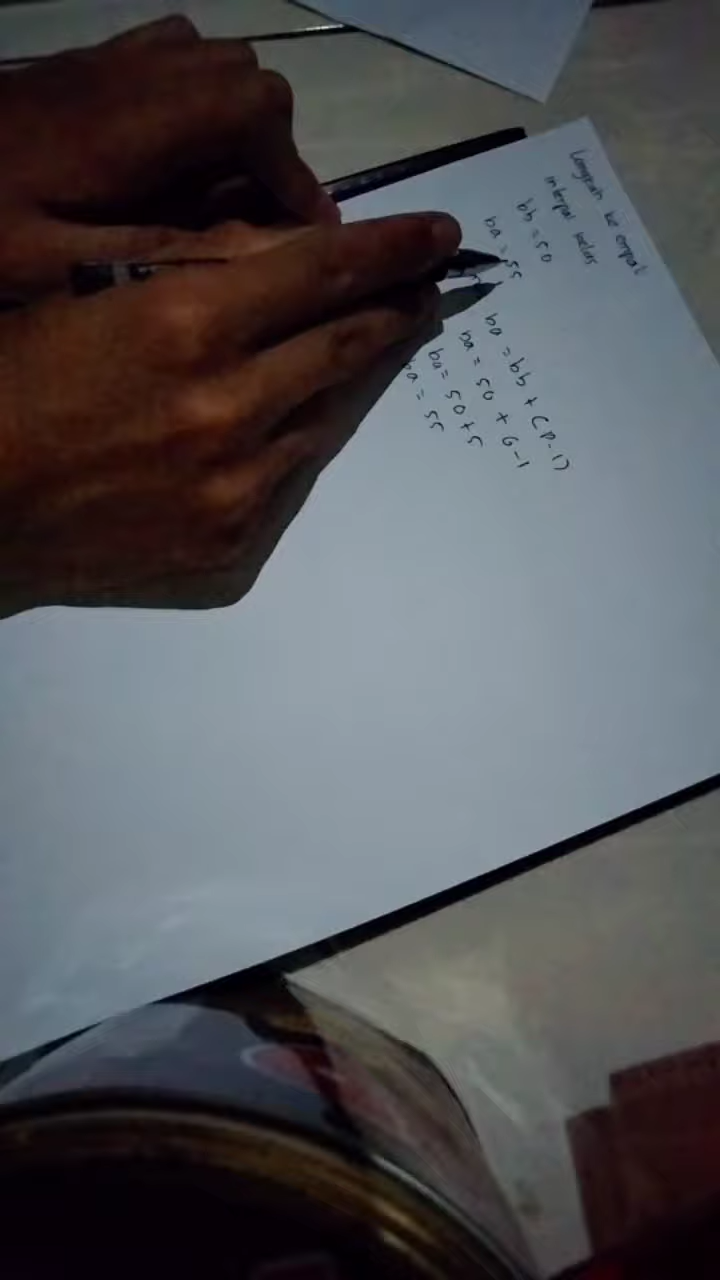 Langkah ke empat
interpal kelas
bb = 50
ba = 55
ba = bb + (P-1)
ba = 50 + 6-1
ba = 50+5
ba = 55